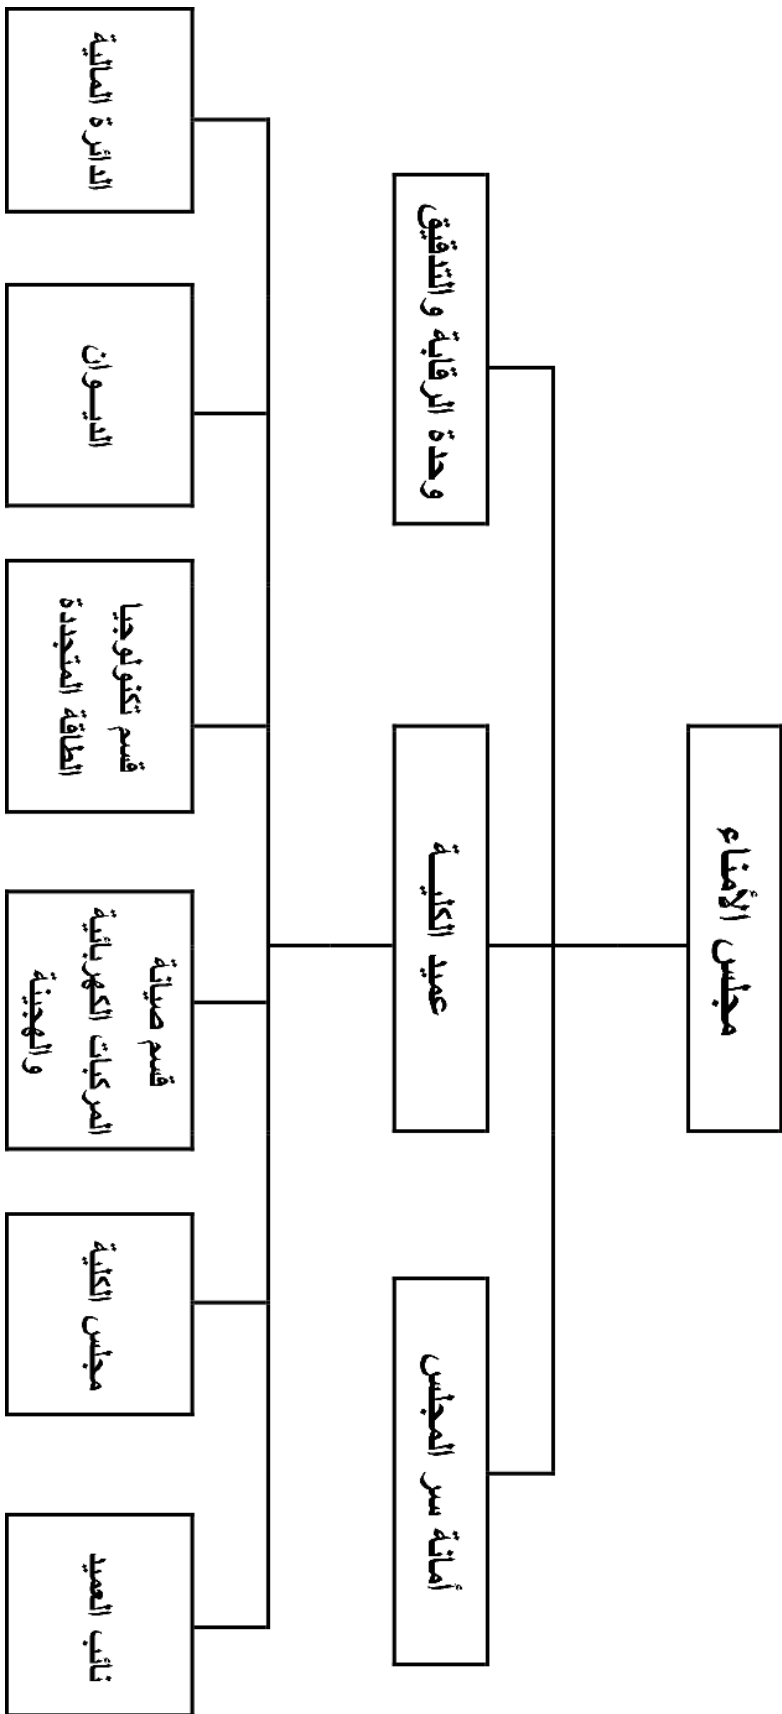 مجلس الأمناء
أمانة سر المجلس
عميد الكليـــة
وحدة الرقابة والتدقيق
نائب العميد
مجلس الكلية
قسم صيانة
المركبات الكهربائية
والهجينة
قسم تكنولوجيا
الطاقة المتجددة
الديـــوان
الدائرة المالية